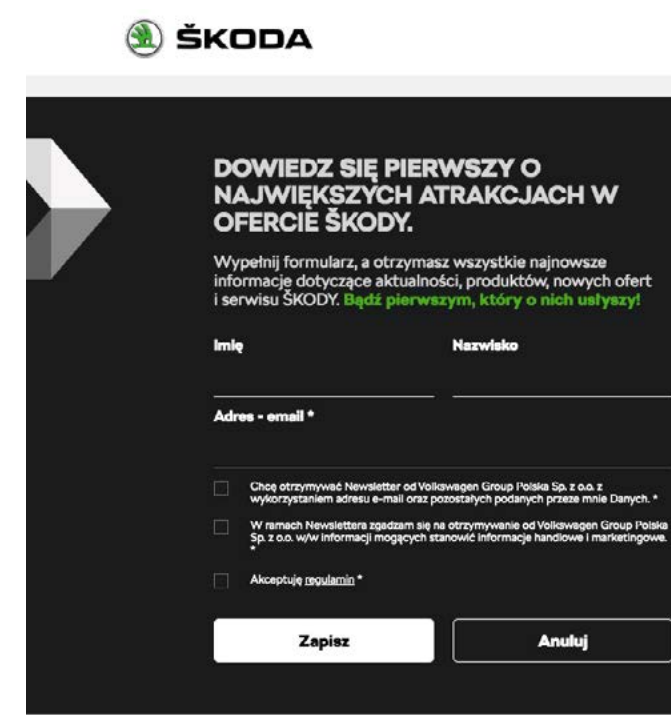 ŠKODA
DOWIEDZ SIĘ PIERWSZY O
NAJWIĘKSZYCH ATRAKCJACH W
OFERCIE ŠKODY.
Wypełnij formularz, a otrzymasz wszystkie najnowsze
informacje dotyczące aktualności, produktów, nowych ofert
i serwisu ŠKODY. Bądź pierwszym, który o nich usłyszy!
Imię Nazwisko
Adres - email *
Chcę otrzymywać Newsletter od Volkswagen Group Polska Sp. z o.o. z
wykorzystaniem adresu e-mail oraz pozostałych podanych przeze mnie Danych. *
W ramach Newslettera zgadzam się na otrzymywanie od Volkswagen Group Polska
Sp. z o.o. w/w informacji mogących stanowić informacje handlowe i marketingowe.
*
Akceptuję regulamin *
Zapisz Anuluj